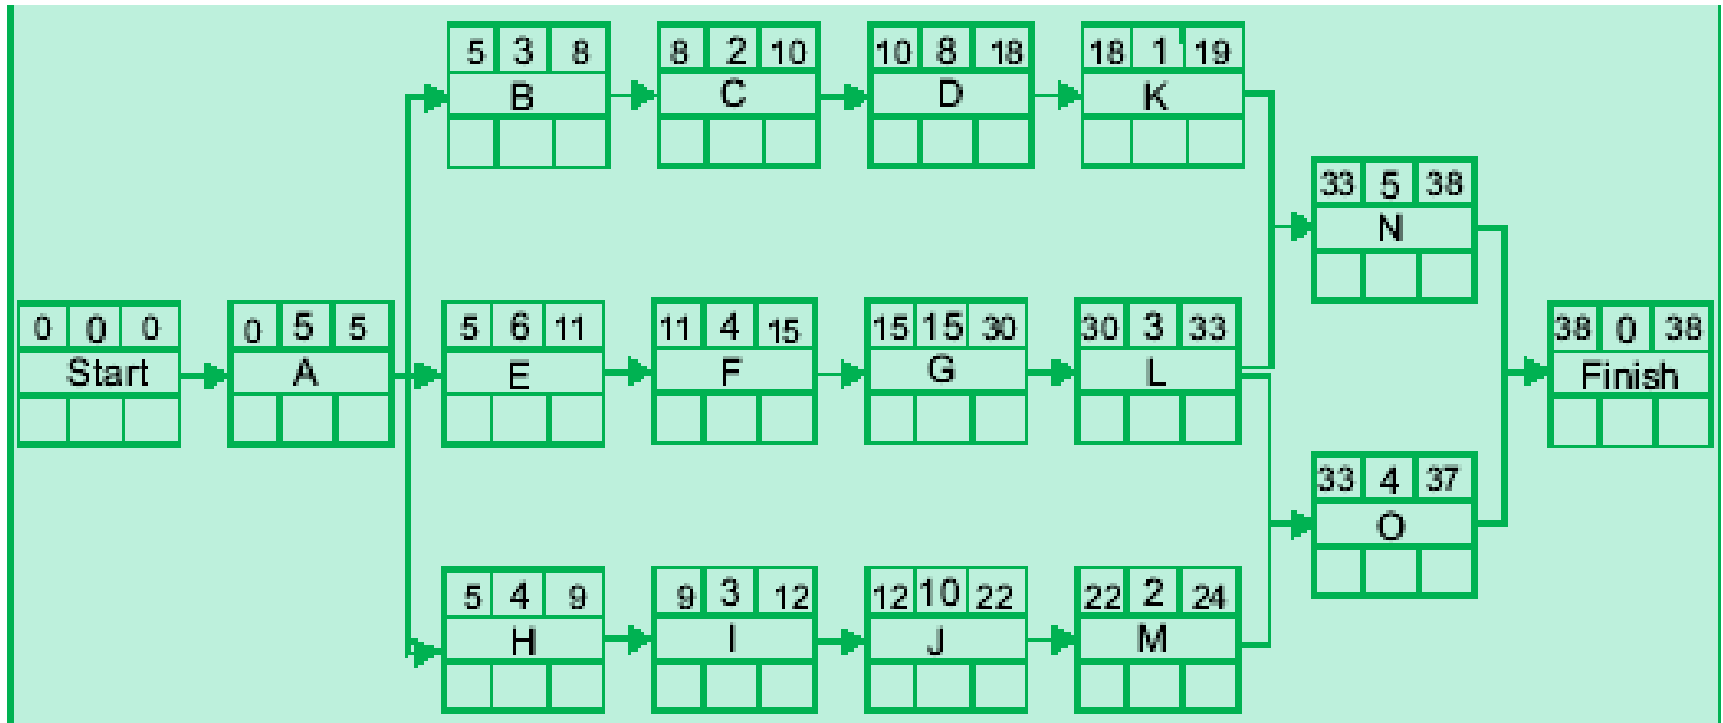 5 3 8
B
8 2 10
C
10 8 18
D
18 1 19
K
33 5 38
N
0 0 0
Start
0 5 5
A
5 6 11
E
11 4 15
F
15 15 30
G
30 3 33
L
38 0 38
Finish
33 4 37
O
5 4 9
H
9 3 12
I
12 10 22
J
22 2 24
M